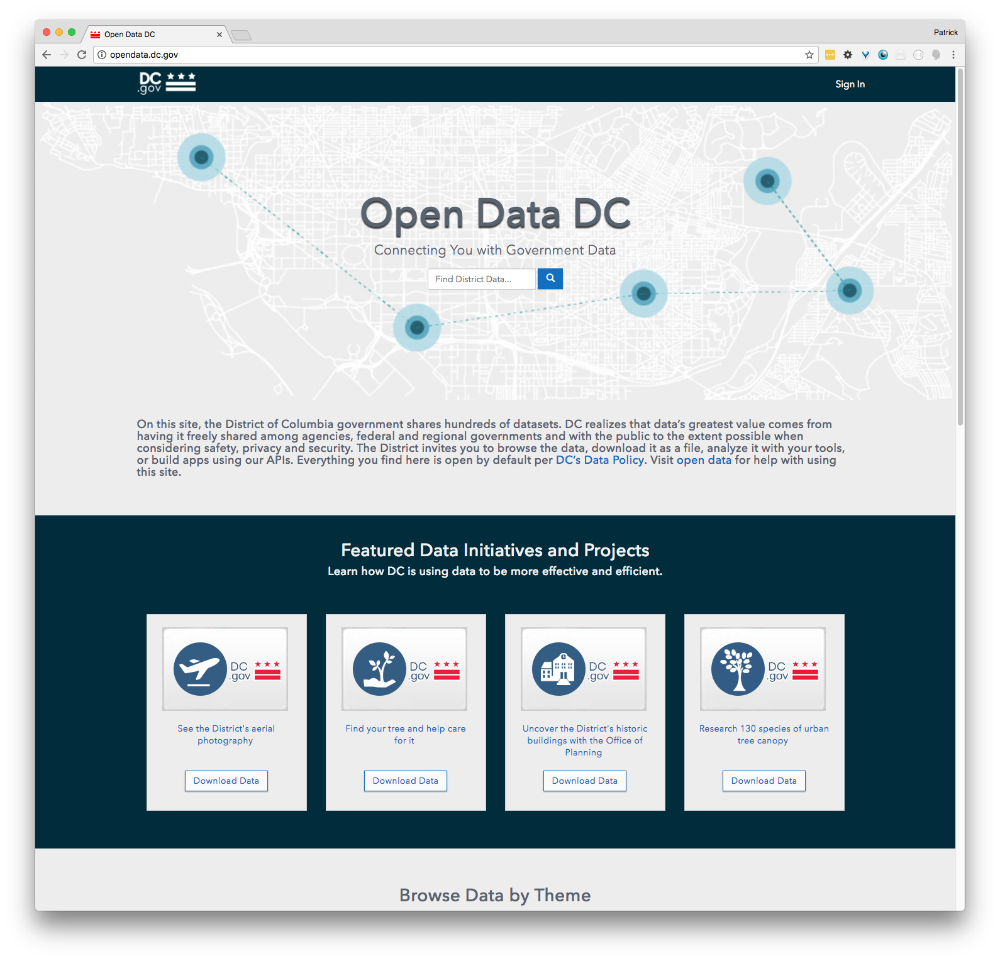 Open Data DC
Patrick
opendata.dc.gov
DC
.gov
Sign In
Open Data DC
Connecting You with Government Data
Find District Data...
On this site, the District of Columbia government shares hundreds of datasets. DC realizes that data’s greatest value comes from
having it freely shared among agencies, federal and regional governments and with the public to the extent possible when
considering safety, privacy and security. The District invites you to browse the data, download it as a file, analyze it with your tools,
or build apps using our APIs. Everything you find here is open by default per DC’s Data Policy. Visit open data for help with using
this site.
Featured Data Initiatives and Projects
Learn how DC is using data to be more effective and efficient.
DC
.gov
See the District's aerial
photography
Download Data
DC
.gov
Find your tree and help care
for it
Download Data
DC
.gov
Uncover the District's historic
buildings with the Office of
Planning
Download Data
DC
.gov
Research 130 species of urban
tree canopy
Download Data
Browse Data by Theme